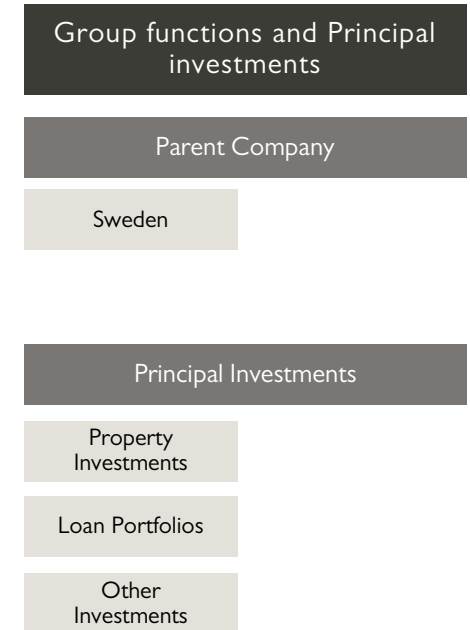 Group functions and Principal
investments
Parent Company
Sweden
Principal Investments
Property
Investments
Loan Portfolios
Other
Investments